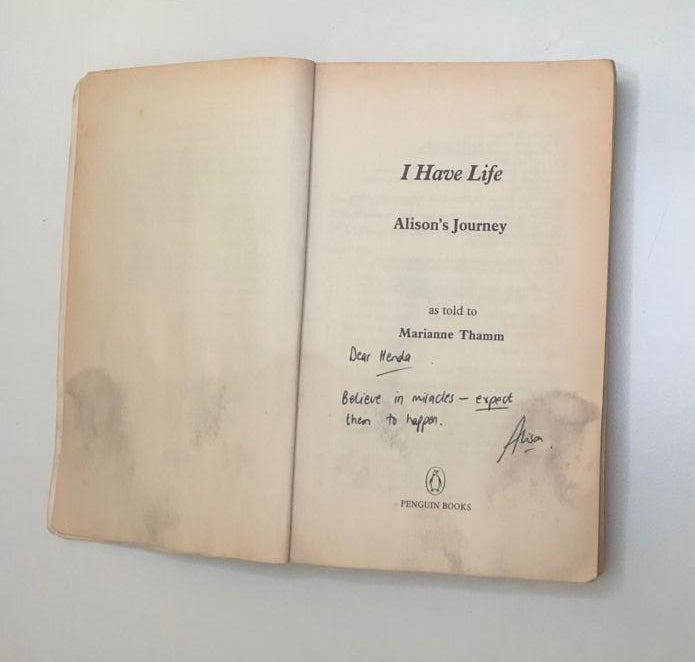 I Have Life
Alison's Journey
as told to
Marianne Thamm
Dear Henda
Believe in miracles – expect
them to happen.
Alison.
PENGUIN BOOKS